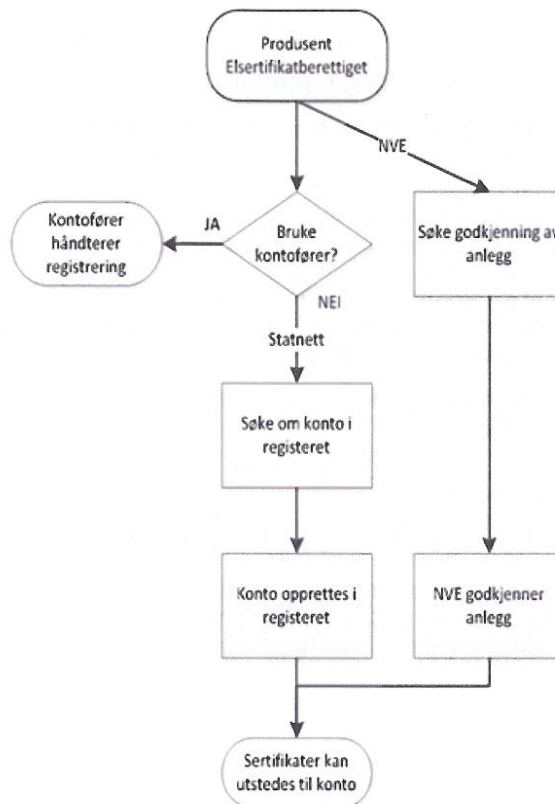 Produsent
Elsertifikatberettiget
NVE
Kontofører
håndterer
registrering
JA
Bruke
kontofører?
Søke godkjenning av
anlegg
NEI
Statnett
Søke om konto i
registeret
Konto opprettes i
registeret
NVE godkjenner
anlegg
Sertifikater kan
utstedes til konto